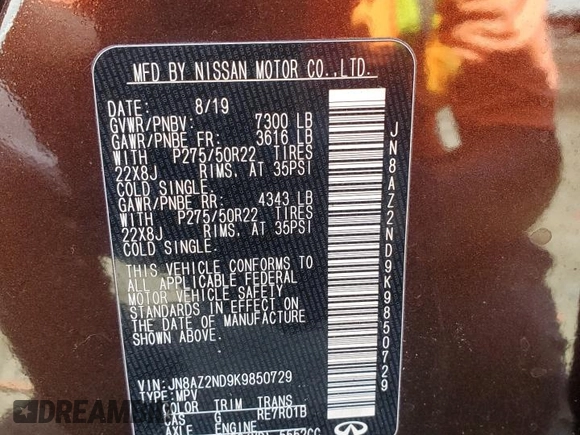 MFD BY NISSAN MOTOR CO.,LTD.
DATE: 8/19
GVWR/PNBV: 7300 LB
GAWR/PNBE FR: 3616 LB
WITH P275/50R22 TIRES
22X8J RIMS, AT 35PSI
COLD SINGLE.
GAWR/PNBE RR: 4343 LB
WITH P275/50R22 TIRES
22X8J RIMS, AT 35PSI
COLD SINGLE.
THIS VEHICLE CONFORMS TO
ALL APPLICABLE FEDERAL
MOTOR VEHICLE SAFETY
STANDARDS IN EFFECT ON
THE DATE OF MANUFACTURE
SHOWN ABOVE.
VIN: JN8AZ2ND9K9850729
TYPE: MPV
COLOR TRIM TRANS
CAS G RE7R01B
AXLE ENGINE
5552CC
JN8AZ2ND9K9850729